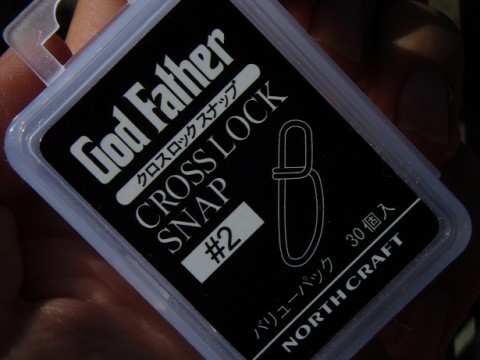 God Father
クロスロック スナップ
CROSS LOCK
SNAP
#2
バリューパック 30個入
NORTH CRAFT